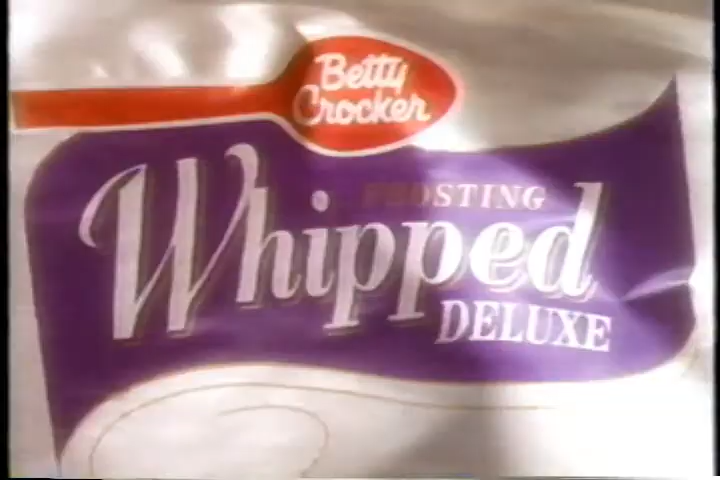 Betty
Crocker
FROSTING
Whipped
DELUXE